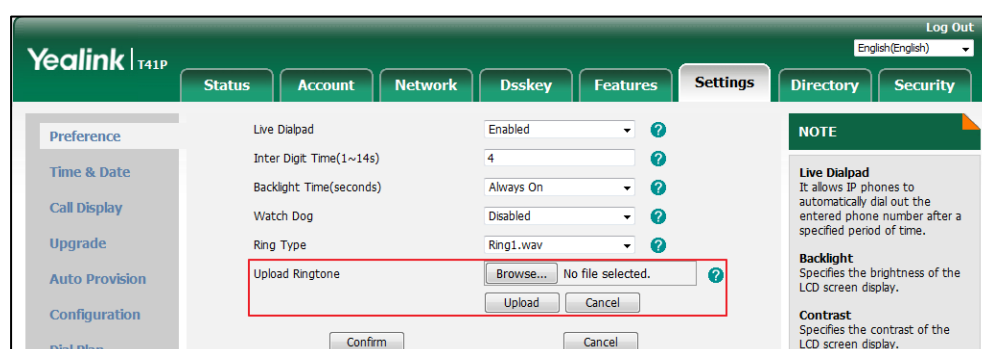 Log Out
Yealink T41P
English(English)
Status Account Network Dsskey Features Settings Directory Security
Preference
Time & Date
Call Display
Upgrade
Auto Provision
Configuration
Dial Plan
Live Dialpad Enabled ?
Inter Digit Time(1~14s) 4 ?
Backlight Time(seconds) Always On ?
Watch Dog Disabled ?
Ring Type Ring1.wav ?
Upload Ringtone Browse... No file selected. ?
Upload Cancel
Confirm Cancel
NOTE
Live Dialpad
It allows IP phones to
automatically dial out the
entered phone number after a
specified period of time.
Backlight
Specifies the brightness of the
LCD screen display.
Contrast
Specifies the contrast of the
LCD screen display.